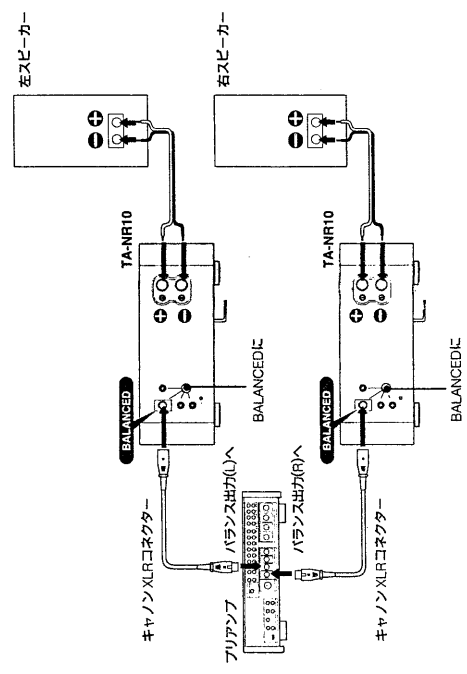 左スピーカー
右スピーカー
⊕
⊖
⊕
⊖
TA-NR10
TA-NR10
⊕
⊖
⊕
⊖
BALANCED
BALANCEDに
BALANCED
BALANCEDに
キャノンXLRコネクター
バランス出力(L)へ
プリアンプ
バランス出力(R)へ
キャノンXLRコネクター